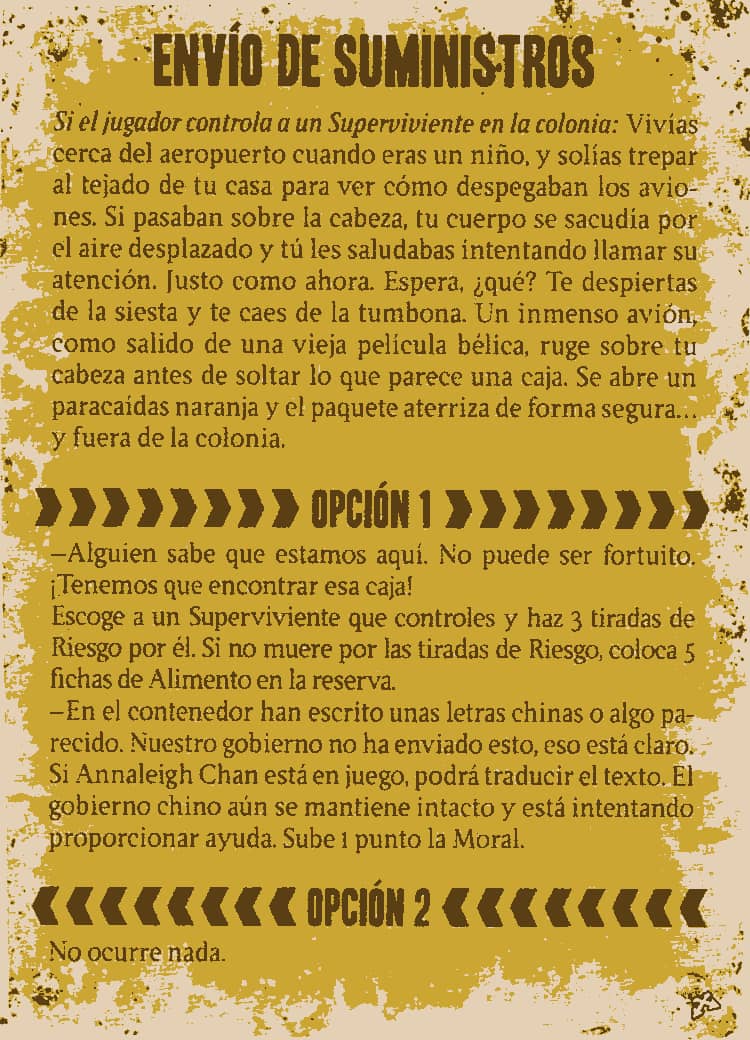 ENVÍO DE SUMINISTROS
Si el jugador controla a un Superviviente en la colonia: Vivías
cerca del aeropuerto cuando eras un niño, y solías trepar
al tejado de tu casa para ver cómo despegaban los avio-
nes. Si pasaban sobre la cabeza, tu cuerpo se sacudía por
el aire desplazado y tú les saludabas intentando llamar su
atención. Justo como ahora. Espera, ¿qué? Te despiertas
de la siesta y te caes de la tumbona. Un inmenso avión,
como salido de una vieja película bélica, ruge sobre tu
cabeza antes de soltar lo que parece una caja. Se abre un
paracaídas naranja y el paquete aterriza de forma segura...
y fuera de la colonia.
OPCIÓN 1
–Alguien sabe que estamos aquí. No puede ser fortuito.
¡Tenemos que encontrar esa caja!
Escoge a un Superviviente que controles y haz 3 tiradas de
Riesgo por él. Si no muere por las tiradas de Riesgo, coloca 5
fichas de Alimento en la reserva.
–En el contenedor han escrito unas letras chinas o algo pa-
recido. Nuestro gobierno no ha enviado esto, eso está claro.
Si Annaleigh Chan está en juego, podrá traducir el texto. El
gobierno chino aún se mantiene intacto y está intentando
proporcionar ayuda. Sube 1 punto la Moral.
OPCIÓN 2
No ocurre nada.